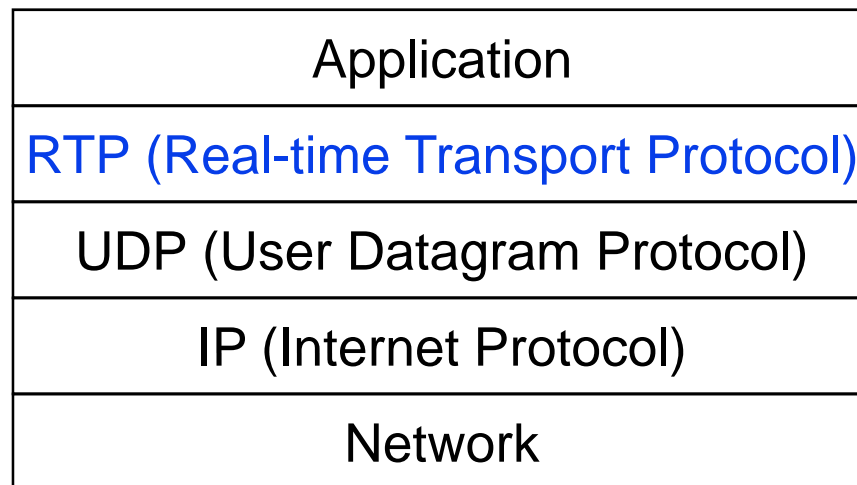 Application
RTP (Real-time Transport Protocol)
UDP (User Datagram Protocol)
IP (Internet Protocol)
Network